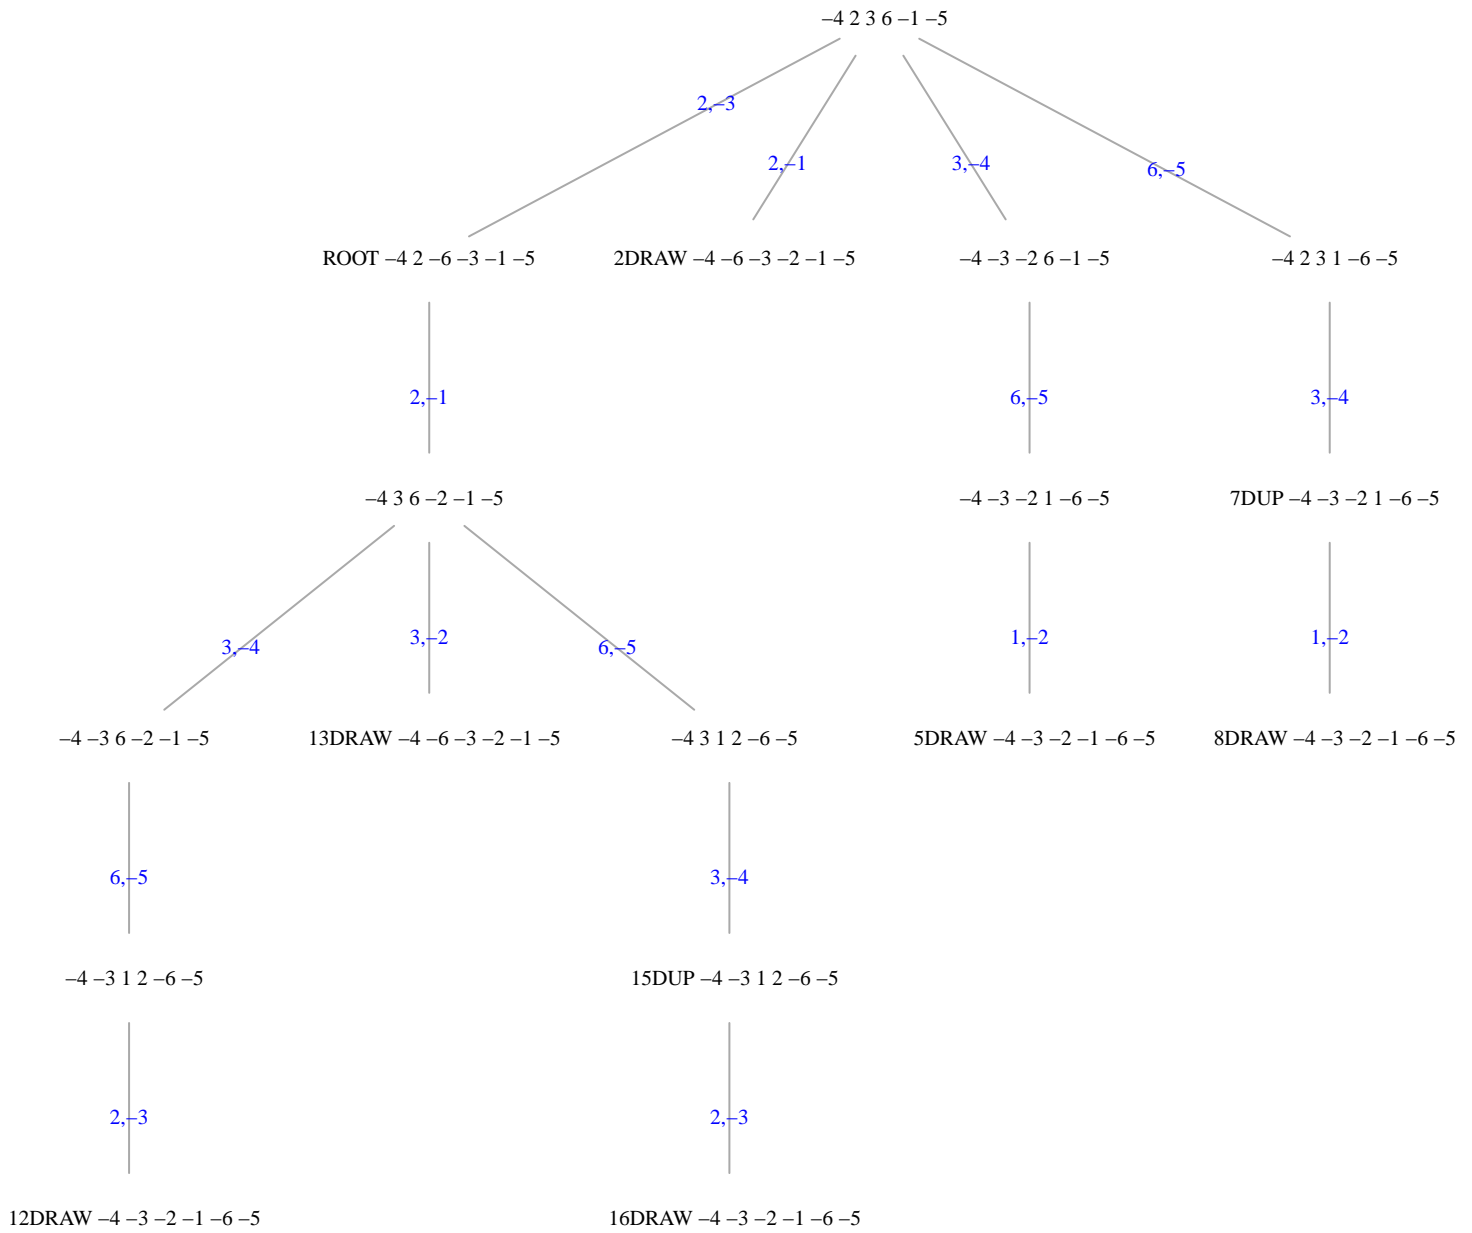 −4 2 3 6 −1 −5
2,−3
2,−1
3,−4
6,−5
ROOT −4 2 −6 −3 −1 −5
2DRAW −4 −6 −3 −2 −1 −5
−4 −3 −2 6 −1 −5
−4 2 3 1 −6 −5
2,−1
6,−5
3,−4
−4 3 6 −2 −1 −5
−4 −3 −2 1 −6 −5
7DUP −4 −3 −2 1 −6 −5
3,−4
3,−2
6,−5
1,−2
1,−2
−4 −3 6 −2 −1 −5
13DRAW −4 −6 −3 −2 −1 −5
−4 3 1 2 −6 −5
5DRAW −4 −3 −2 −1 −6 −5
8DRAW −4 −3 −2 −1 −6 −5
6,−5
3,−4
−4 −3 1 2 −6 −5
15DUP −4 −3 1 2 −6 −5
2,−3
2,−3
12DRAW −4 −3 −2 −1 −6 −5
16DRAW −4 −3 −2 −1 −6 −5